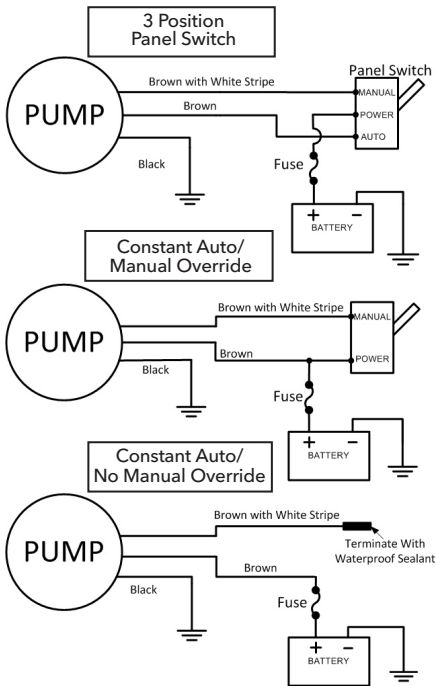 3 Position
Panel Switch
Panel Switch
Brown with White Stripe
MANUAL
PUMP
Brown
POWER
AUTO
Black
Fuse
+ −
BATTERY
Constant Auto/
Manual Override
Brown with White Stripe
MANUAL
PUMP
Brown
POWER
Black
Fuse
+ −
BATTERY
Constant Auto/
No Manual Override
Brown with White Stripe
Terminate With
Waterproof Sealant
PUMP
Brown
Black
Fuse
+ −
BATTERY